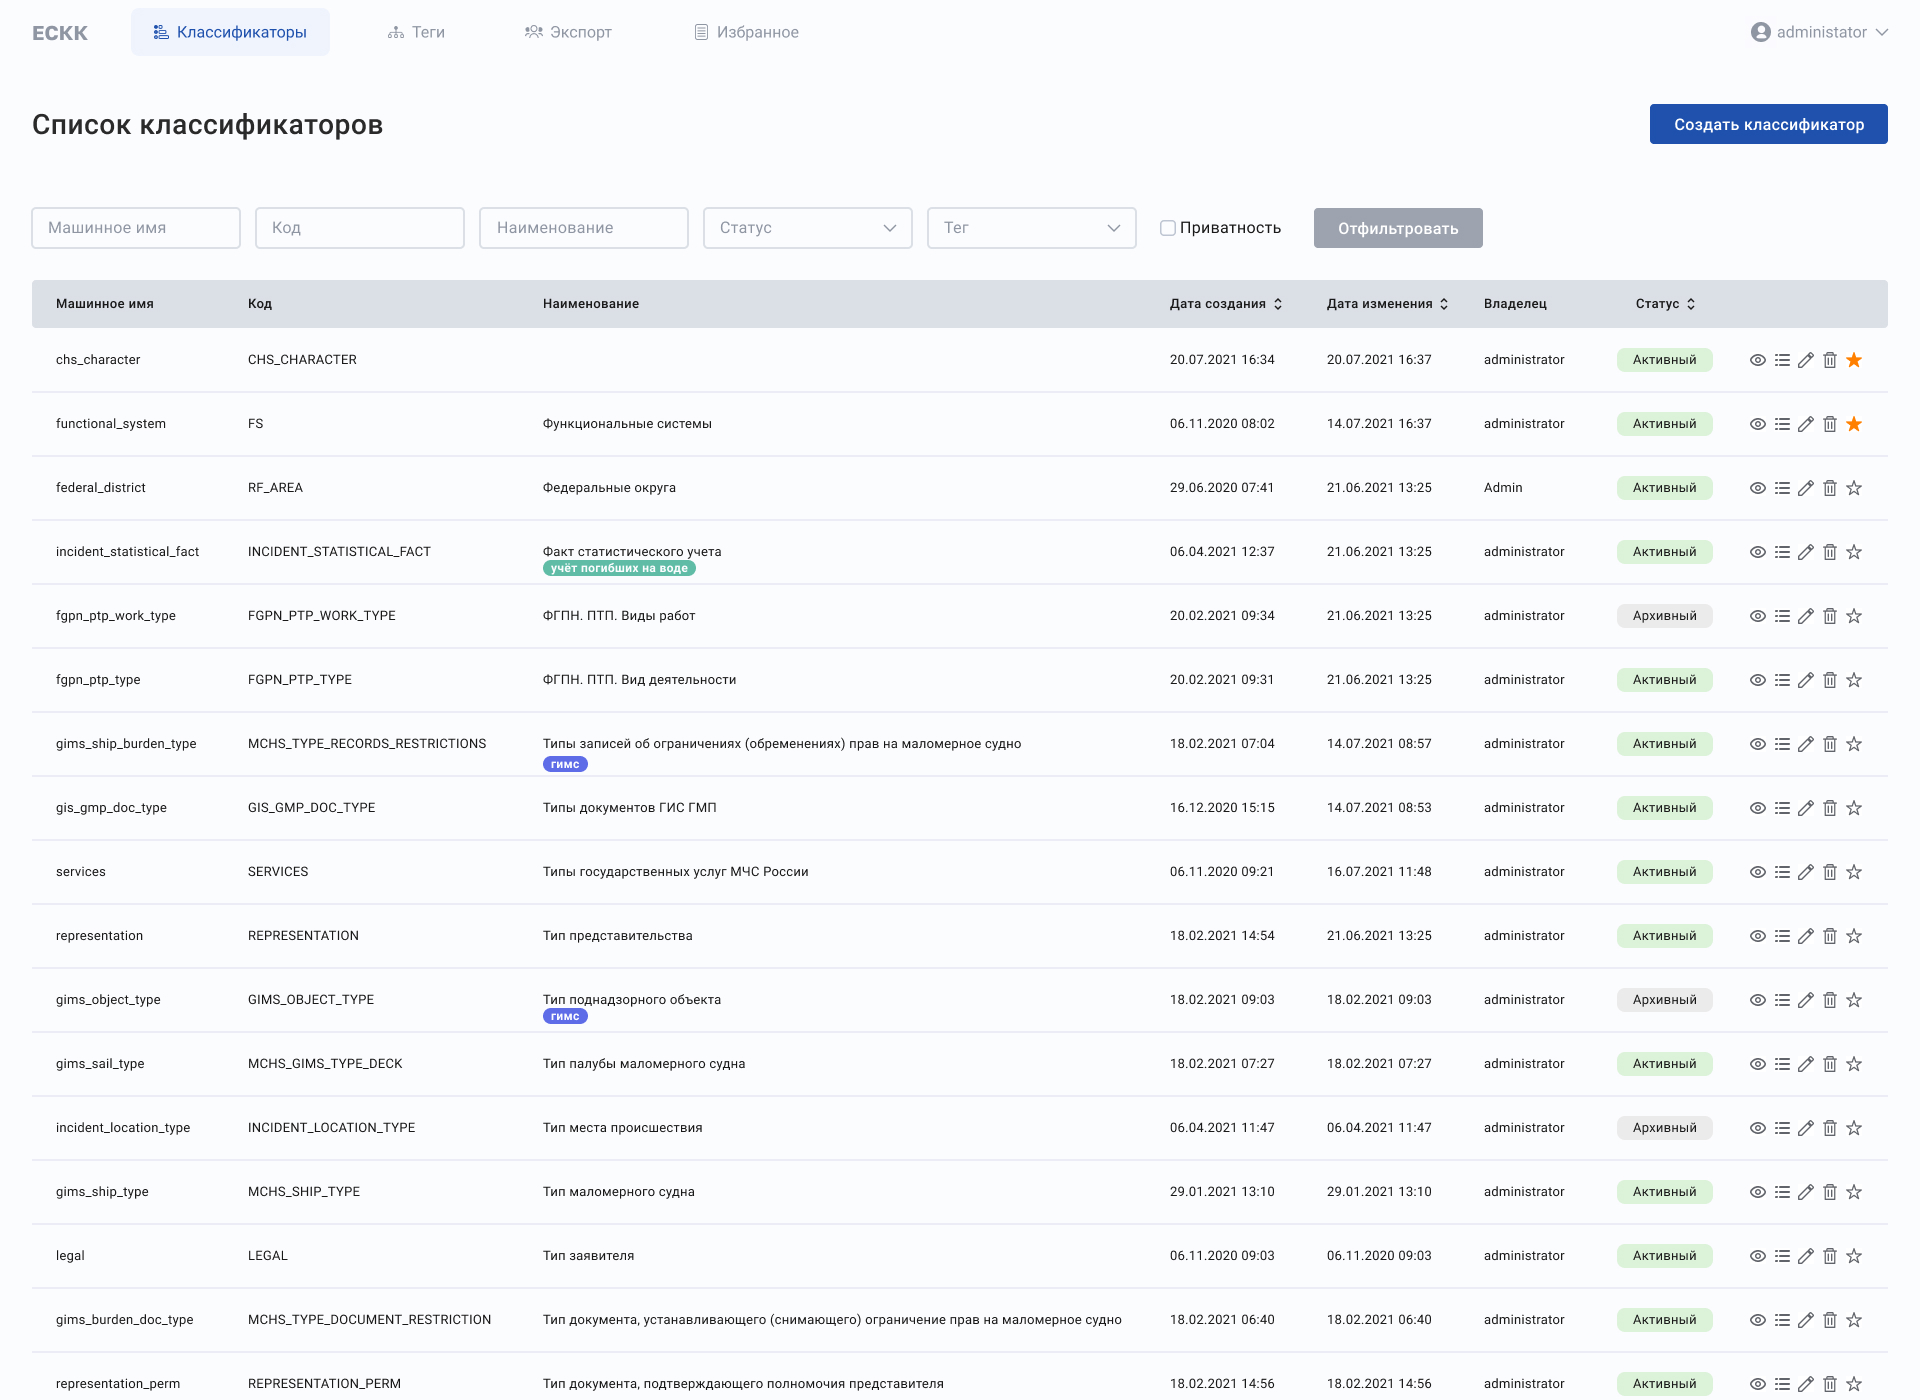 ЕСКК Классификаторы Теги Экспорт Избранное administator
Список классификаторов Создать классификатор
Машинное имя Код Наименование Статус Тег Приватность Отфильтровать
Машинное имя Код Наименование Дата создания Дата изменения Владелец Статус
chs_character CHS_CHARACTER 20.07.2021 16:34 20.07.2021 16:37 administrator Активный
functional_system FS Функциональные системы 06.11.2020 08:02 14.07.2021 16:37 administrator Активный
federal_district RF_AREA Федеральные округа 29.06.2020 07:41 21.06.2021 13:25 Admin Активный
incident_statistical_fact INCIDENT_STATISTICAL_FACT Факт статистического учета 06.04.2021 12:37 21.06.2021 13:25 administrator Активный
учёт погибших на воде
fgpn_ptp_work_type FGPN_PTP_WORK_TYPE ФГПН. ПТП. Виды работ 20.02.2021 09:34 21.06.2021 13:25 administrator Архивный
fgpn_ptp_type FGPN_PTP_TYPE ФГПН. ПТП. Вид деятельности 20.02.2021 09:31 21.06.2021 13:25 administrator Активный
gims_ship_burden_type MCHS_TYPE_RECORDS_RESTRICTIONS Типы записей об ограничениях (обременениях) прав на маломерное судно 18.02.2021 07:04 14.07.2021 08:57 administrator Активный
гимс
gis_gmp_doc_type GIS_GMP_DOC_TYPE Типы документов ГИС ГМП 16.12.2020 15:15 14.07.2021 08:53 administrator Активный
services SERVICES Типы государственных услуг МЧС России 06.11.2020 09:21 16.07.2021 11:48 administrator Активный
representation REPRESENTATION Тип представительства 18.02.2021 14:54 21.06.2021 13:25 administrator Активный
gims_object_type GIMS_OBJECT_TYPE Тип поднадзорного объекта 18.02.2021 09:03 18.02.2021 09:03 administrator Архивный
гимс
gims_sail_type MCHS_GIMS_TYPE_DECK Тип палубы маломерного судна 18.02.2021 07:27 18.02.2021 07:27 administrator Активный
incident_location_type INCIDENT_LOCATION_TYPE Тип места происшествия 06.04.2021 11:47 06.04.2021 11:47 administrator Архивный
gims_ship_type MCHS_SHIP_TYPE Тип маломерного судна 29.01.2021 13:10 29.01.2021 13:10 administrator Активный
legal LEGAL Тип заявителя 06.11.2020 09:03 06.11.2020 09:03 administrator Активный
gims_burden_doc_type MCHS_TYPE_DOCUMENT_RESTRICTION Тип документа, устанавливающего (снимающего) ограничение прав на маломерное судно 18.02.2021 06:40 18.02.2021 06:40 administrator Активный
representation_perm REPRESENTATION_PERM Тип документа, подтверждающего полномочия представителя 18.02.2021 14:56 18.02.2021 14:56 administrator Активный